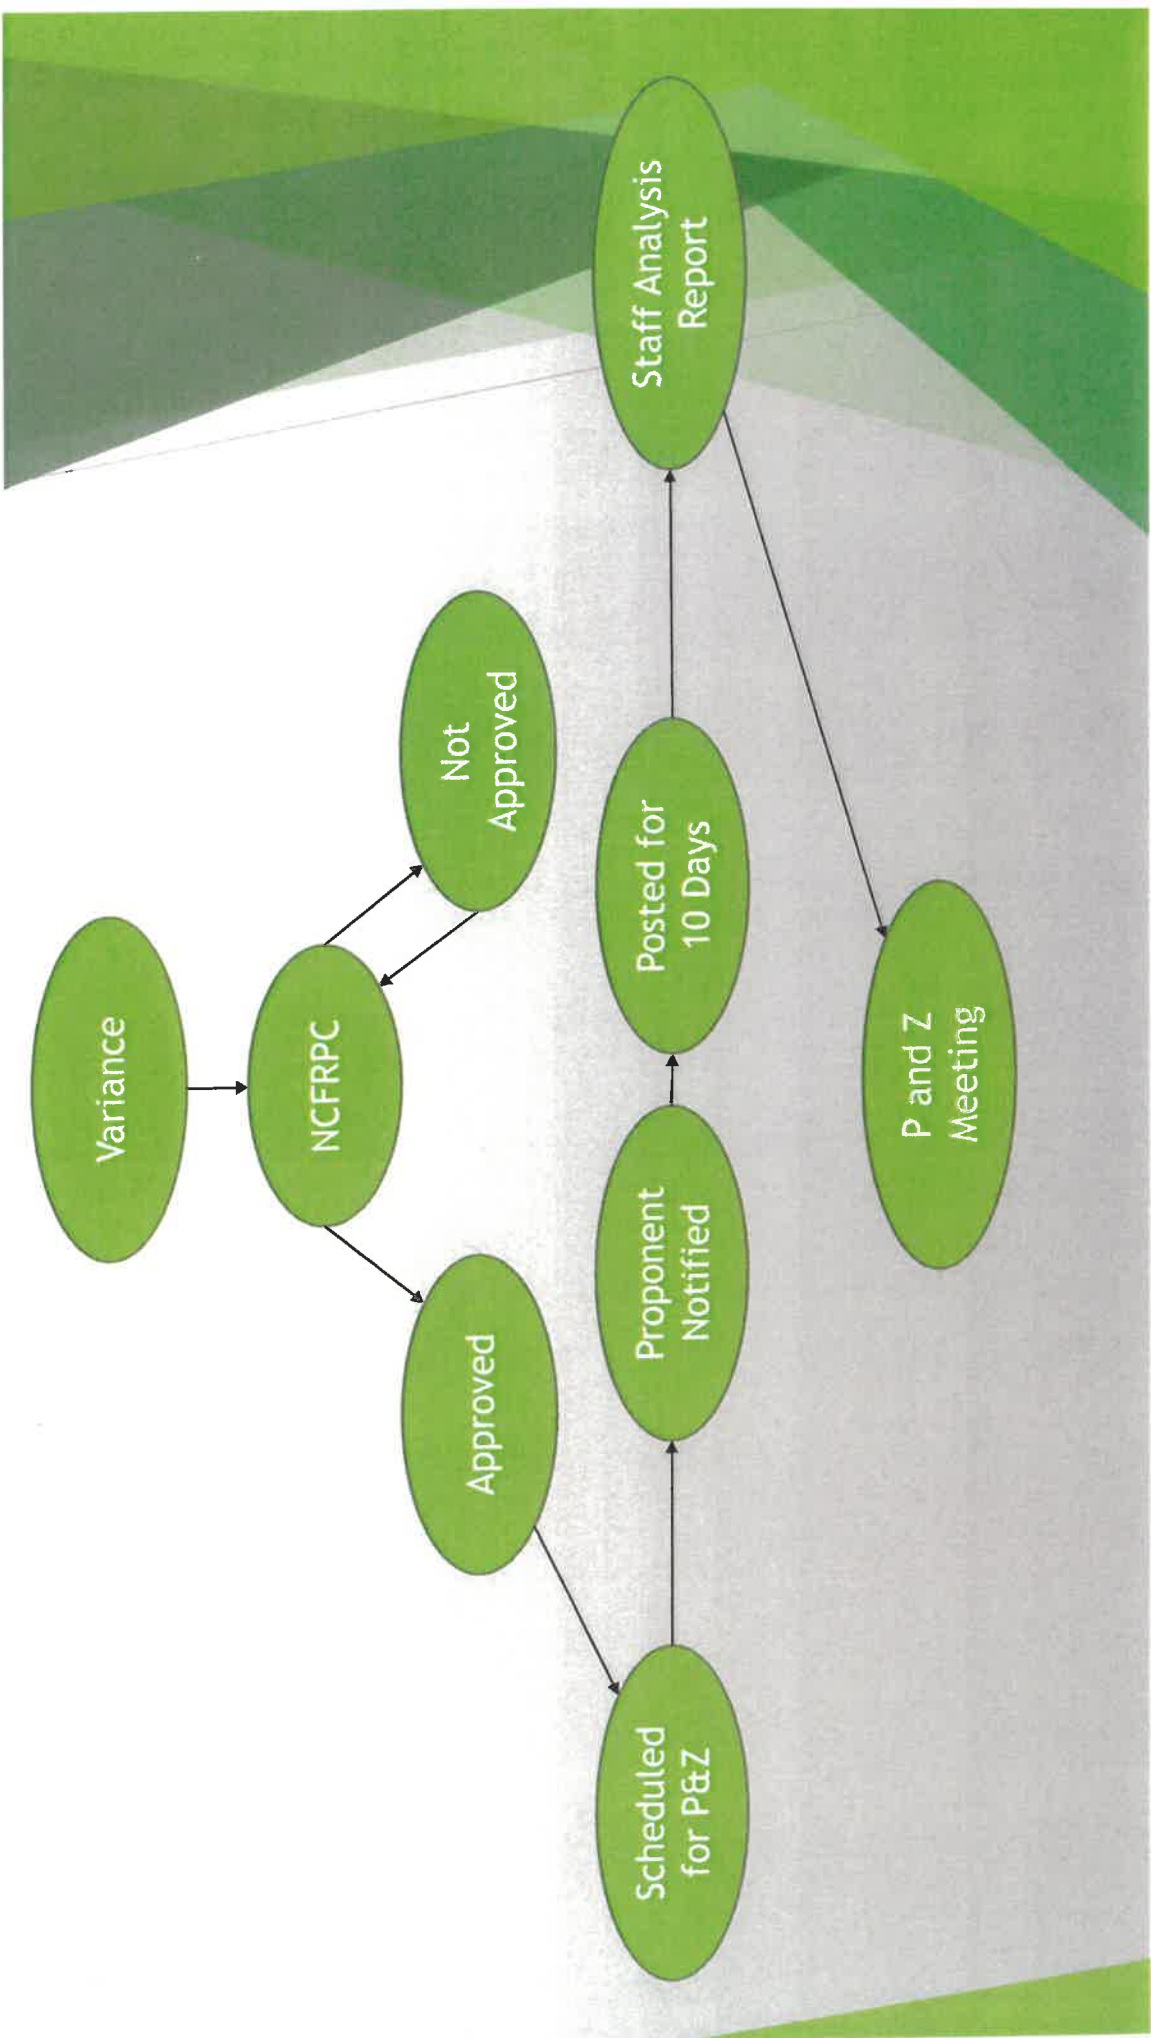 Variance
NCFRPC
Approved
Not
Approved
Scheduled
for P&Z
Proponent
Notified
Posted for
10 Days
Staff Analysis
Report
P and Z
Meeting